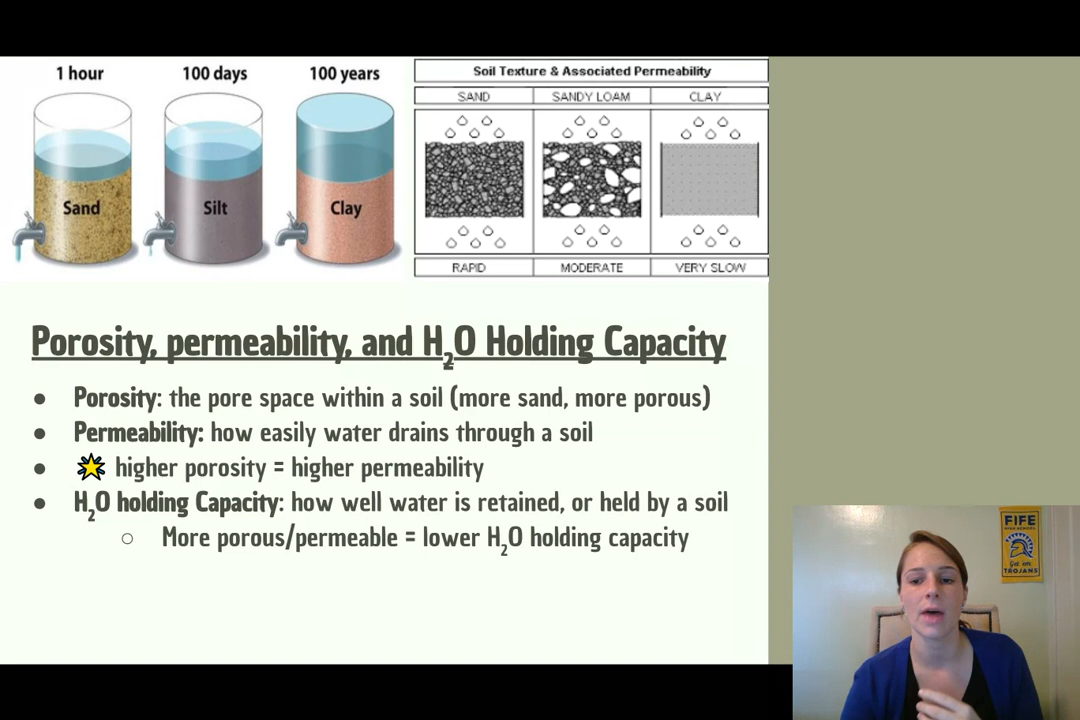 1 hour
100 days
100 years
Sand
Silt
Clay
Soil Texture & Associated Permeability
SAND
SANDY LOAM
CLAY
RAPID
MODERATE
VERY SLOW
Porosity, permeability, and H₂O Holding Capacity
● Porosity: the pore space within a soil (more sand, more porous)
● Permeability: how easily water drains through a soil
● higher porosity = higher permeability
● H₂O holding Capacity: how well water is retained, or held by a soil
○ More porous/permeable = lower H₂O holding capacity
FIFE
TROJANS